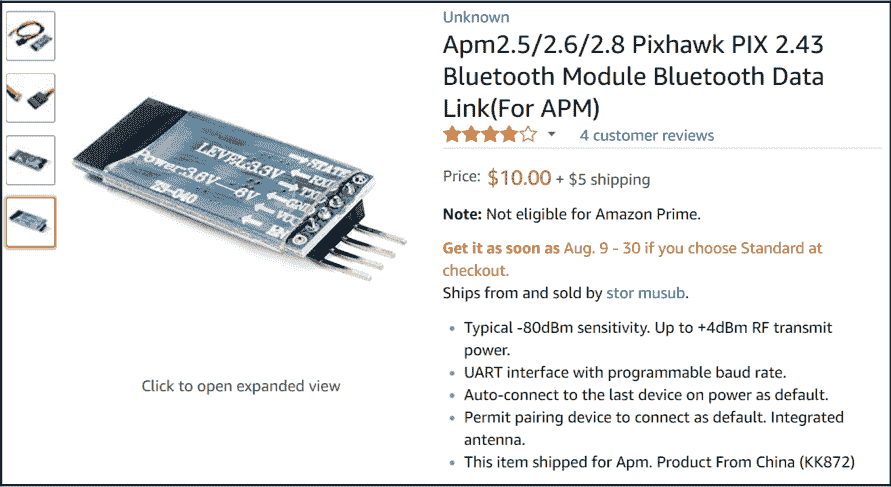 Unknown
Apm2.5/2.6/2.8 Pixhawk PIX 2.43
Bluetooth Module Bluetooth Data
Link(For APM)
4 customer reviews
Price: $10.00 + $5 shipping
Note: Not eligible for Amazon Prime.
Get it as soon as Aug. 9 - 30 if you choose Standard at
checkout.
Ships from and sold by stor musub.
• Typical -80dBm sensitivity. Up to +4dBm RF transmit
power.
• UART interface with programmable baud rate.
• Auto-connect to the last device on power as default.
• Permit pairing device to connect as default. Integrated
antenna.
• This item shipped for Apm. Product From China (KK872)
LEVEL:3.3V
Power:3.6V---6V
STATE
RXD
GND
VCC
EN
Click to open expanded view